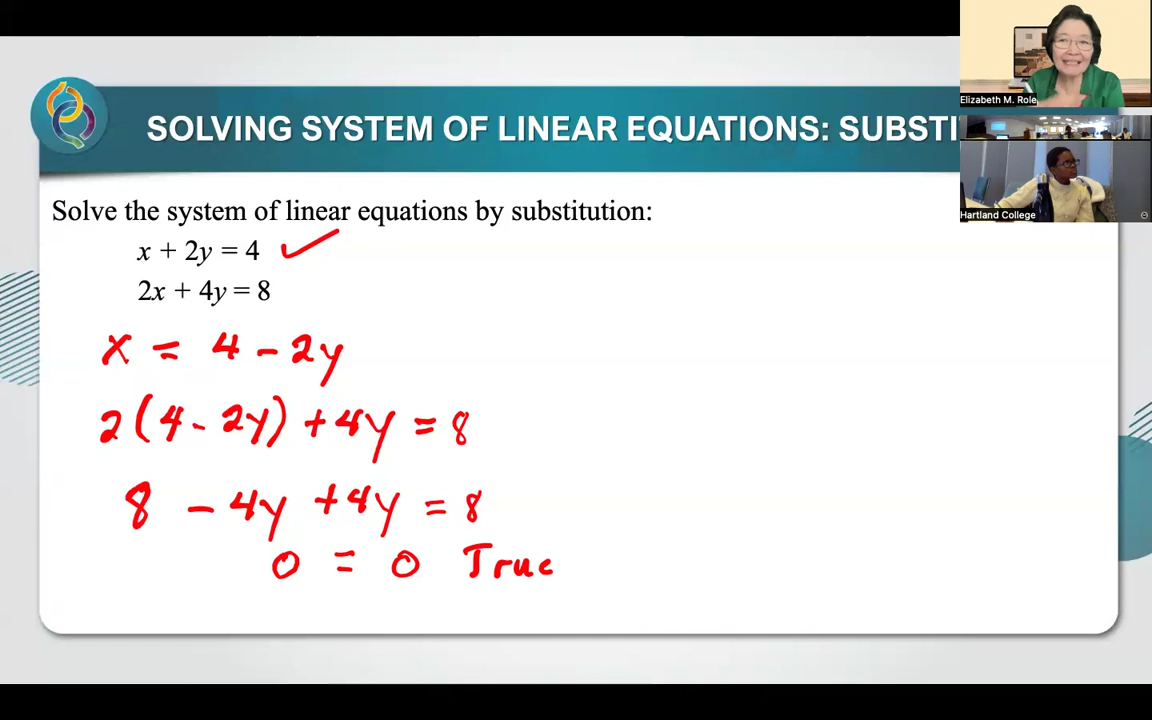 SOLVING SYSTEM OF LINEAR EQUATIONS: SUBSTI
Elizabeth M. Role
Hartland College
Solve the system of linear equations by substitution:
x + 2y = 4 ✓
2x + 4y = 8
x = 4 - 2y
2(4 - 2y) + 4y = 8
8 - 4y + 4y = 8
0 = 0 True